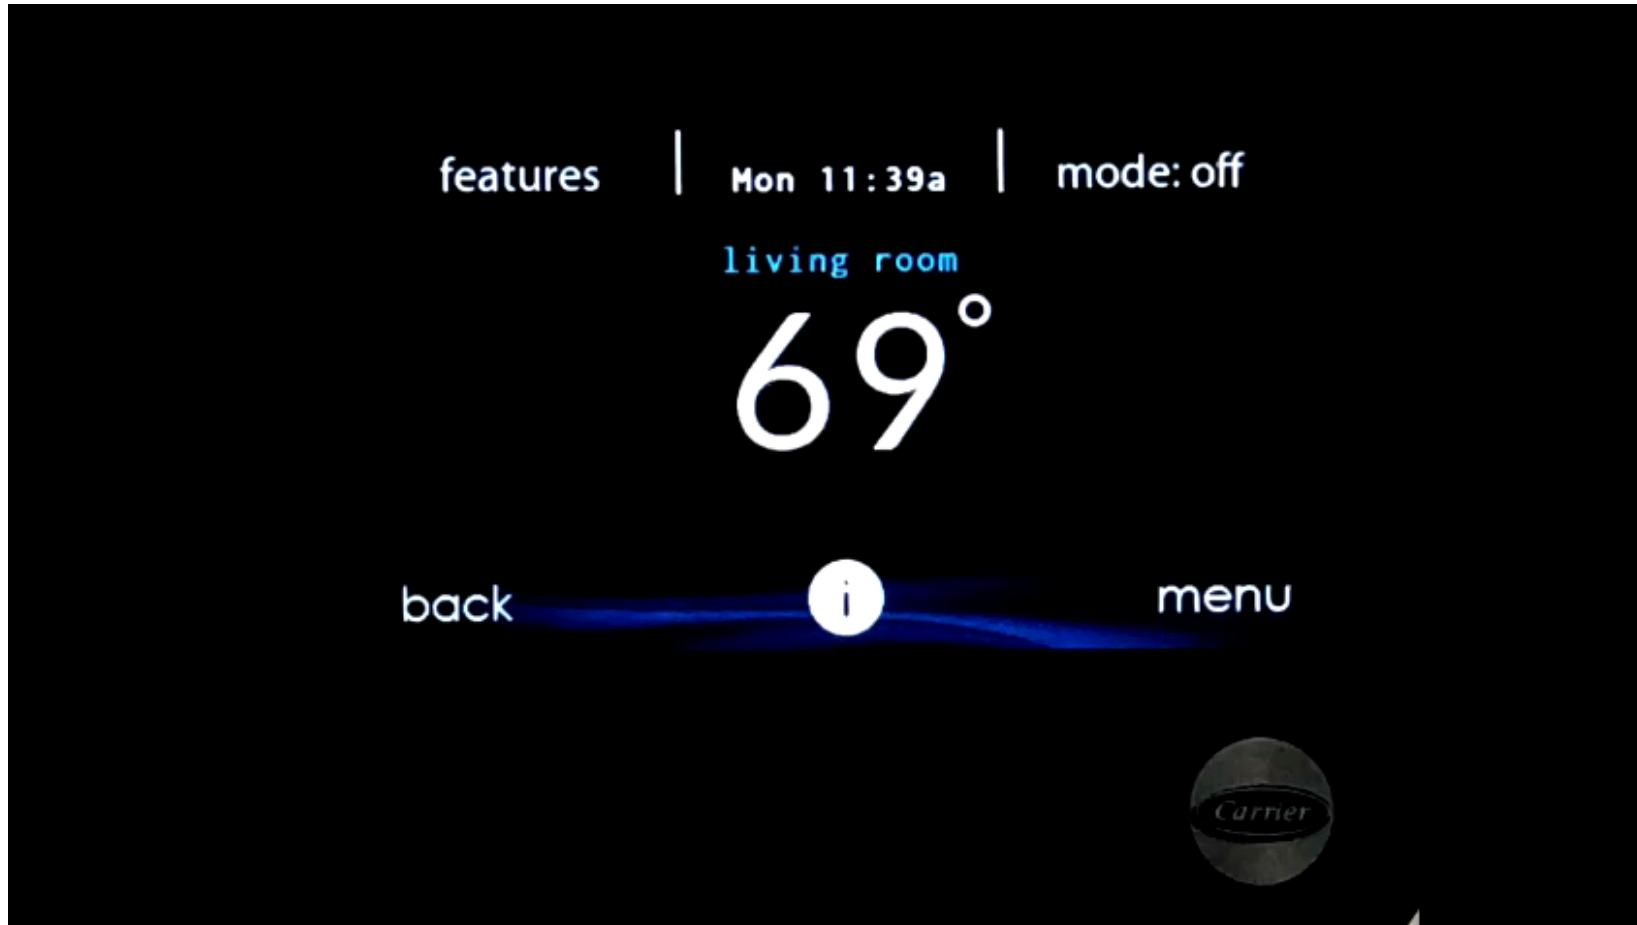 features | Mon 11:39a | mode: off
living room
69°
back i menu
Carrier